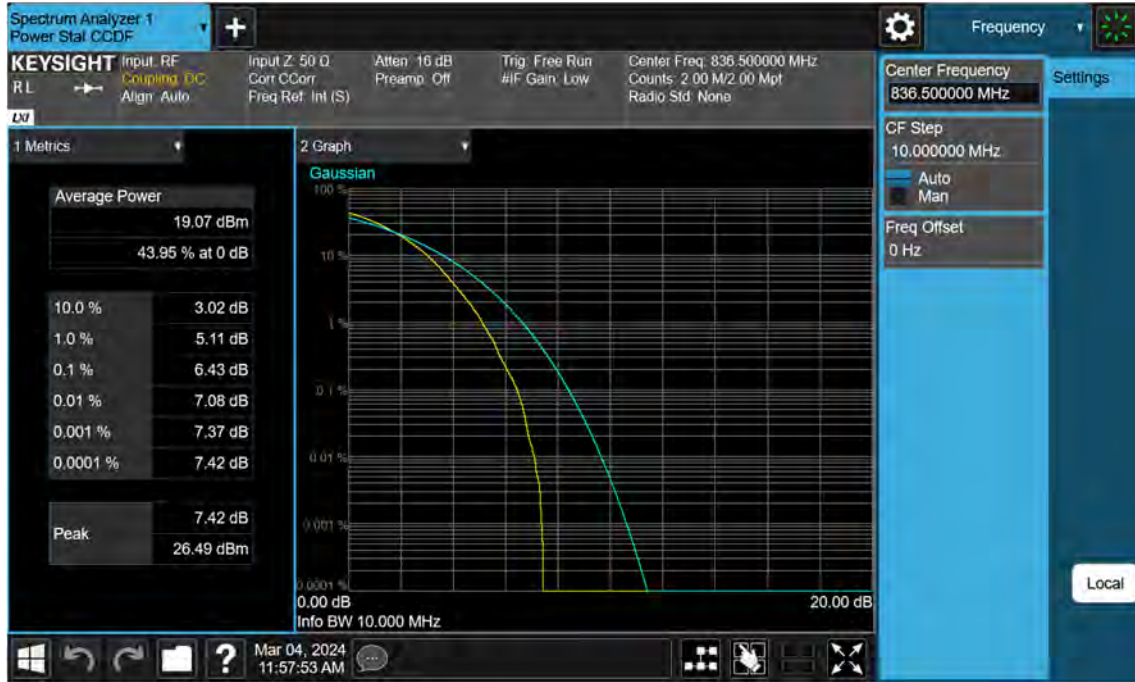 Spectrum Analyzer 1
Power Stat CCDF
+
Frequency
KEYSIGHT
RL
LXI
Input: RF
Coupling: DC
Align: Auto
Input Z: 50 Ω
Corr CCorr
Freq Ref: Int (S)
Atten: 16 dB
Preamp: Off
Trig: Free Run
#IF Gain: Low
Center Freq: 836.500000 MHz
Counts: 2.00 M/2.00 Mpt
Radio Std: None
Center Frequency
836.500000 MHz
Settings
CF Step
10.000000 MHz
Auto
Man
Freq Offset
0 Hz
1 Metrics
Average Power
19.07 dBm
43.95 % at 0 dB
10.0 % 3.02 dB
1.0 % 5.11 dB
0.1 % 6.43 dB
0.01 % 7.08 dB
0.001 % 7.37 dB
0.0001 % 7.42 dB
Peak
7.42 dB
26.49 dBm
2 Graph
Gaussian
100 %
10 %
1 %
0.1 %
0.01 %
0.001 %
0.0001 %
0.00 dB
20.00 dB
Info BW 10.000 MHz
Local
?
Mar 04, 2024
11:57:53 AM